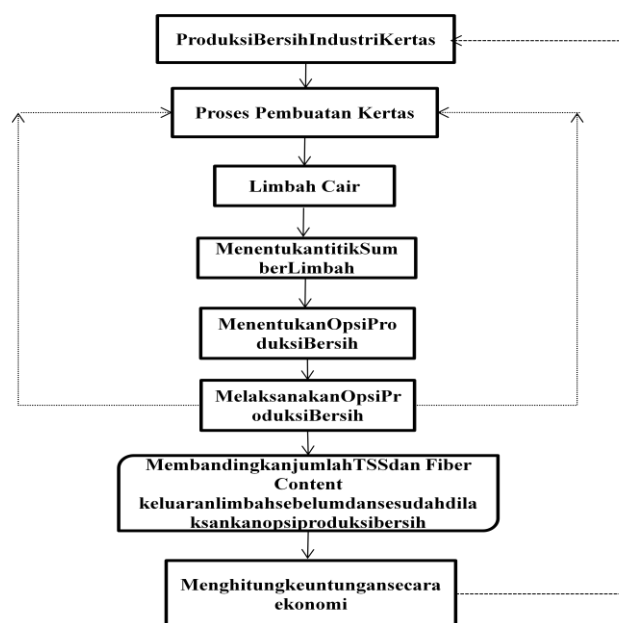 ProduksiBersihIndustriKertas
Proses Pembuatan Kertas
Limbah Cair
MenentukantitikSum
berLimbah
MenentukanOpsiPro
duksiBersih
MelaksanakanOpsiPr
oduksiBersih
MembandingkanjumlahTSSdan Fiber
Content
keluaranlimbahsebelumdansesudahdila
ksankanopsiproduksibersih
Menghitungkeuntungansecara
ekonomi